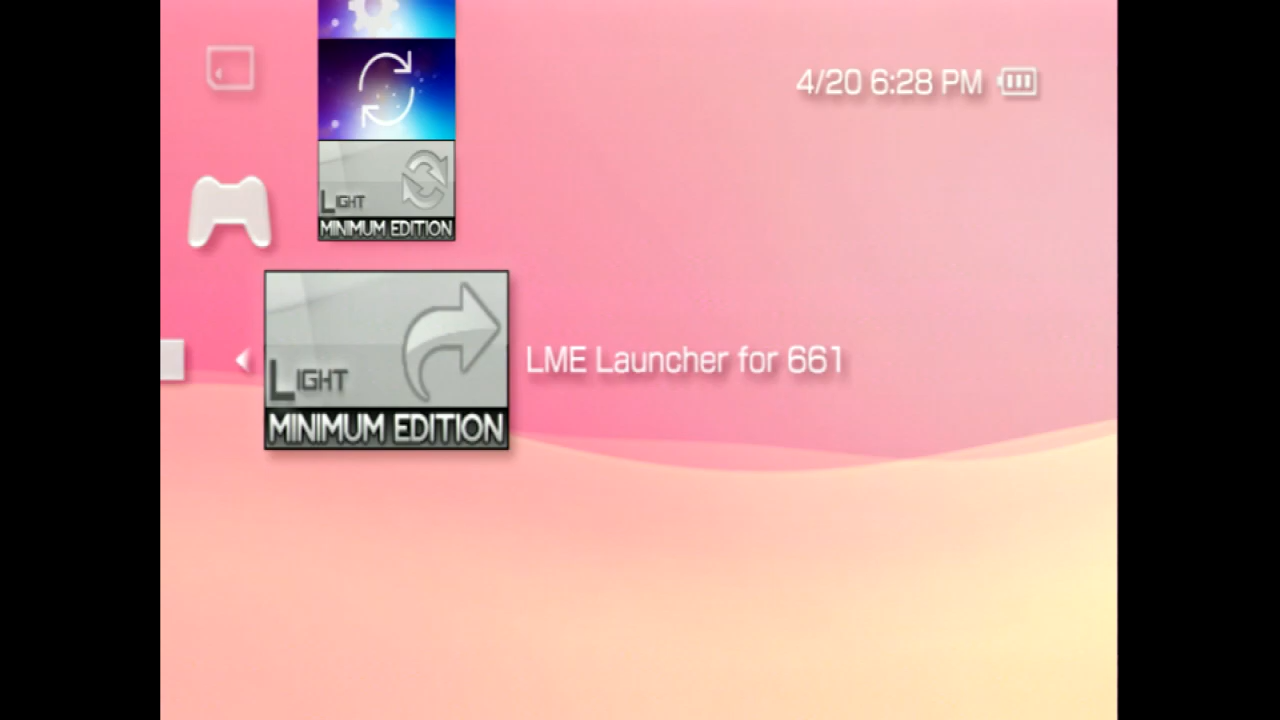 4/20 6:28 PM
LIGHT
MINIMUM EDITION
LME Launcher for 661
LIGHT
MINIMUM EDITION